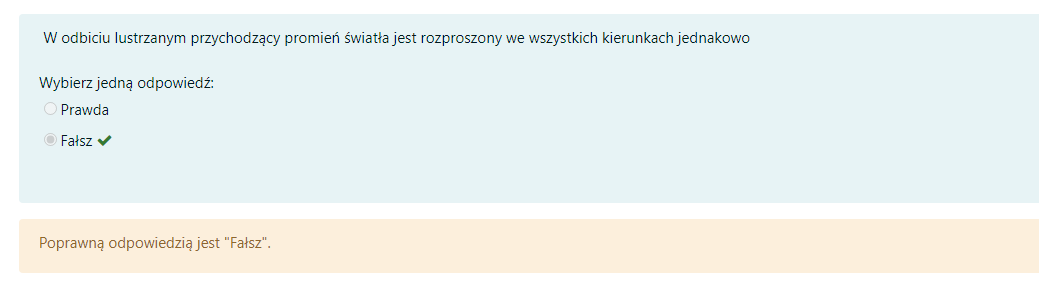 W odbiciu lustrzanym przychodzący promień światła jest rozproszony we wszystkich kierunkach jednakowo
Wybierz jedną odpowiedź:
Prawda
Fałsz
Poprawną odpowiedzią jest "Fałsz".